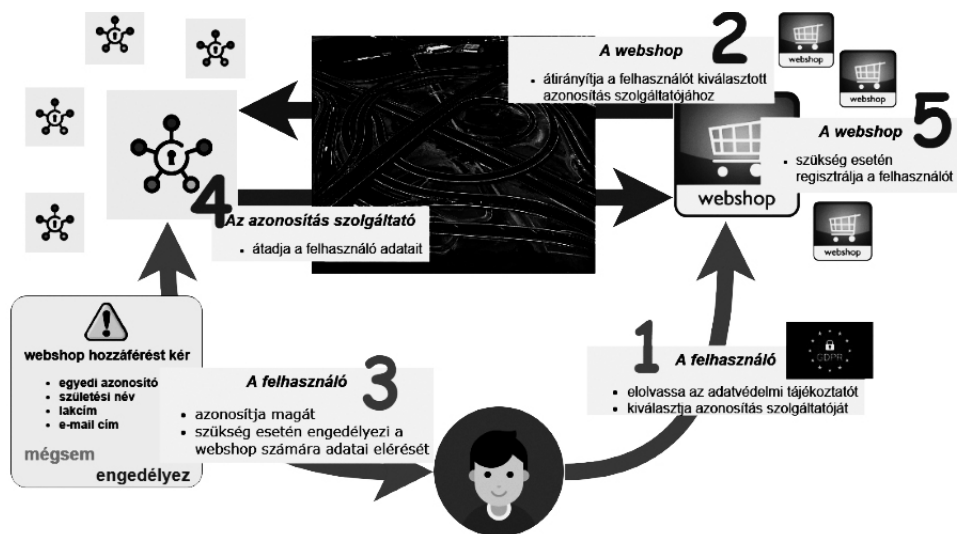 2
A webshop
• átirányítja a felhasználót kiválasztott
azonosítás szolgáltatójához
webshop
webshop
5
A webshop
• szükség esetén
regisztrálja a felhasználót
webshop
webshop
4
Az azonosítás szolgáltató
• átadja a felhasználó adatait
webshop hozzáférést kér
• egyedi azonosító
• születési név
• lakcím
• e-mail cím
mégsem
engedélyez
3
A felhasználó
• azonosítja magát
• szükség esetén engedélyezi a
webshop számára adatai elérését
1
A felhasználó
GDPR
• elolvassa az adatvédelmi tájékoztatót
• kiválasztja azonosítás szolgáltatóját